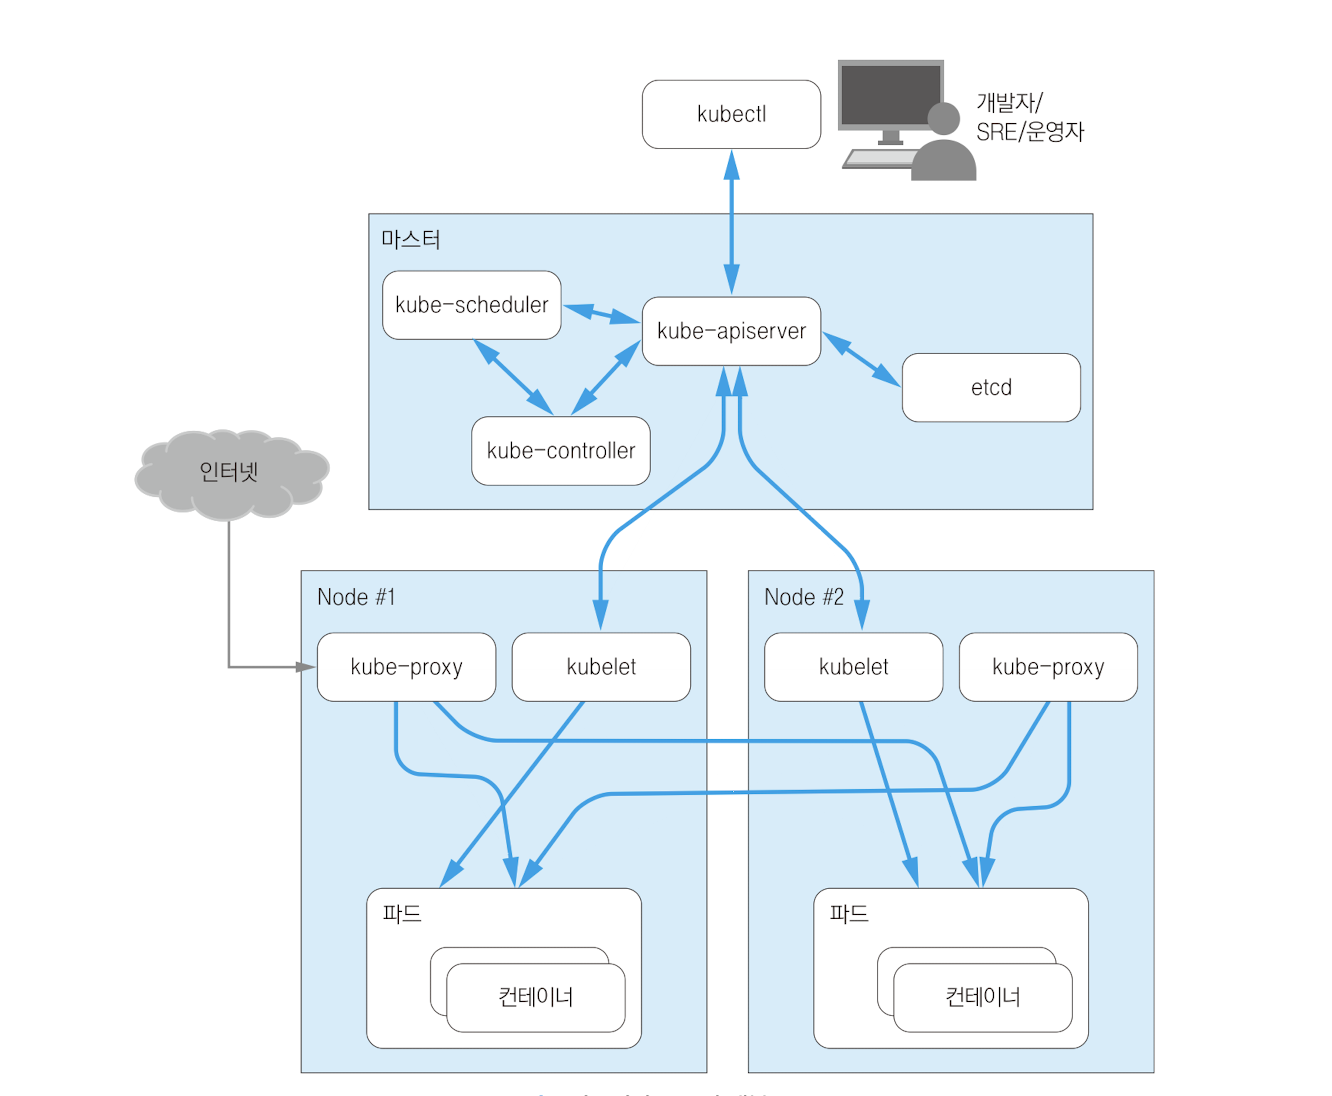 kubectl
개발자/
SRE/운영자
마스터
kube-scheduler
kube-apiserver
etcd
kube-controller
인터넷
Node #1
kube-proxy
kubelet
Node #2
kubelet
kube-proxy
파드
컨테이너
파드
컨테이너